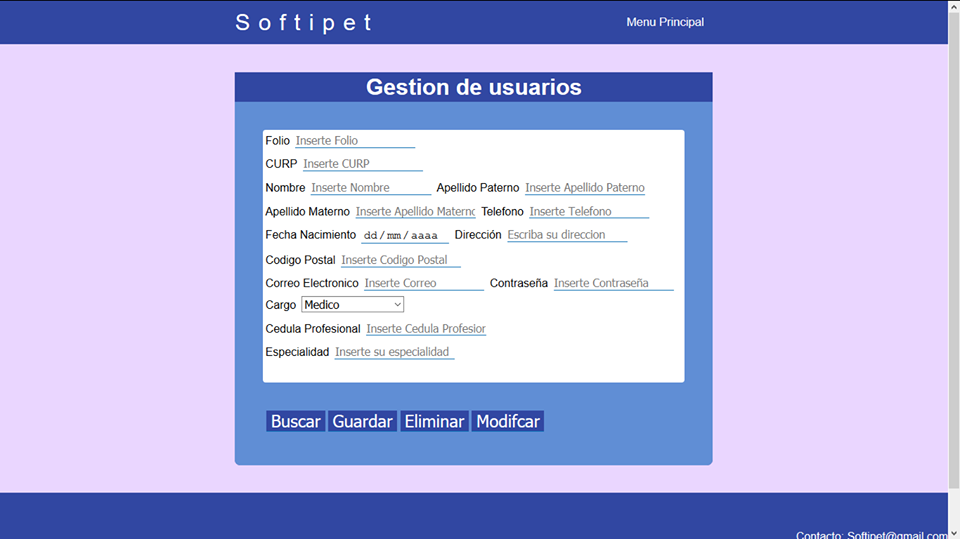 Softipet Menu Principal
Gestion de usuarios
Folio Inserte Folio
CURP Inserte CURP
Nombre Inserte Nombre Apellido Paterno Inserte Apellido Paterno
Apellido Materno Inserte Apellido Materno Telefono Inserte Telefono
Fecha Nacimiento dd/mm/aaaa Dirección Escriba su direccion
Codigo Postal Inserte Codigo Postal
Correo Electronico Inserte Correo Contraseña Inserte Contraseña
Cargo Medico
Cedula Profesional Inserte Cedula Profesior
Especialidad Inserte su especialidad
Buscar Guardar Eliminar Modifcar
Contacto: Softipet@gmail.com